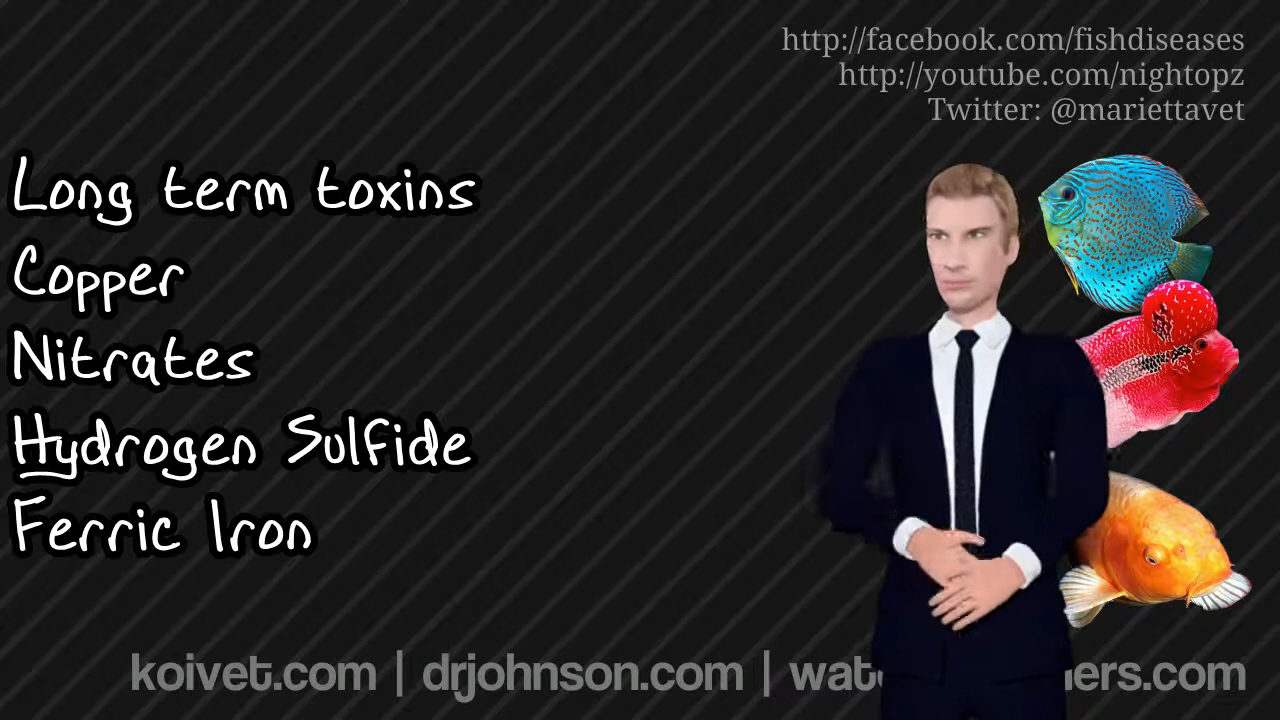 http://facebook.com/fishdiseases
http://youtube.com/nightopz
Twitter: @mariettavet
Long term toxins
Copper
Nitrates
Hydrogen Sulfide
Ferric Iron
koivet.com | drjohnson.com |